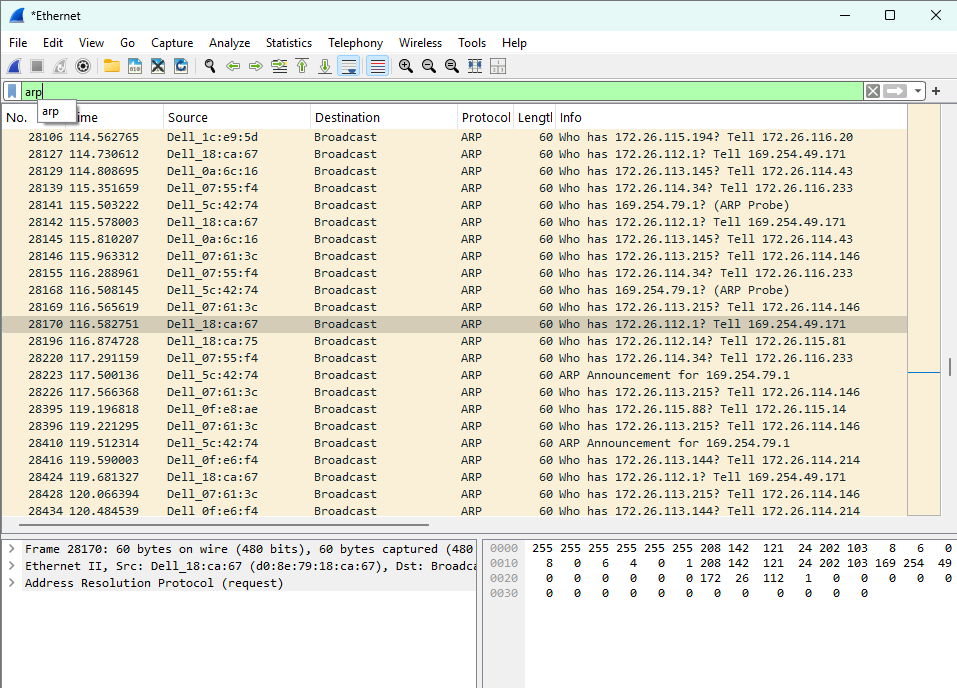 *Ethernet
File Edit View Go Capture Analyze Statistics Telephony Wireless Tools Help
arp
arp
No. Time Source Destination Protocol Lengtl Info
28106 114.562765 Dell_1c:e9:5d Broadcast ARP 60 Who has 172.26.115.194? Tell 172.26.116.20
28127 114.730612 Dell_18:ca:67 Broadcast ARP 60 Who has 172.26.112.1? Tell 169.254.49.171
28129 114.808695 Dell_0a:6c:16 Broadcast ARP 60 Who has 172.26.113.145? Tell 172.26.114.43
28139 115.351659 Dell_07:55:f4 Broadcast ARP 60 Who has 172.26.114.34? Tell 172.26.116.233
28141 115.503222 Dell_5c:42:74 Broadcast ARP 60 Who has 169.254.79.1? (ARP Probe)
28142 115.578003 Dell_18:ca:67 Broadcast ARP 60 Who has 172.26.112.1? Tell 169.254.49.171
28145 115.810207 Dell_0a:6c:16 Broadcast ARP 60 Who has 172.26.113.145? Tell 172.26.114.43
28146 115.963312 Dell_07:61:3c Broadcast ARP 60 Who has 172.26.113.215? Tell 172.26.114.146
28155 116.288961 Dell_07:55:f4 Broadcast ARP 60 Who has 172.26.114.34? Tell 172.26.116.233
28168 116.508145 Dell_5c:42:74 Broadcast ARP 60 Who has 169.254.79.1? (ARP Probe)
28169 116.565619 Dell_07:61:3c Broadcast ARP 60 Who has 172.26.113.215? Tell 172.26.114.146
28170 116.582751 Dell_18:ca:67 Broadcast ARP 60 Who has 172.26.112.1? Tell 169.254.49.171
28196 116.874728 Dell_18:ca:75 Broadcast ARP 60 Who has 172.26.112.14? Tell 172.26.115.81
28220 117.291159 Dell_07:55:f4 Broadcast ARP 60 Who has 172.26.114.34? Tell 172.26.116.233
28223 117.500136 Dell_5c:42:74 Broadcast ARP 60 ARP Announcement for 169.254.79.1
28226 117.566368 Dell_07:61:3c Broadcast ARP 60 Who has 172.26.113.215? Tell 172.26.114.146
28395 119.196818 Dell_0f:e8:ae Broadcast ARP 60 Who has 172.26.115.88? Tell 172.26.115.14
28396 119.221295 Dell_07:61:3c Broadcast ARP 60 Who has 172.26.113.215? Tell 172.26.114.146
28410 119.512314 Dell_5c:42:74 Broadcast ARP 60 ARP Announcement for 169.254.79.1
28416 119.590003 Dell_0f:e6:f4 Broadcast ARP 60 Who has 172.26.113.144? Tell 172.26.114.214
28424 119.681327 Dell_18:ca:67 Broadcast ARP 60 Who has 172.26.112.1? Tell 169.254.49.171
28428 120.066394 Dell_07:61:3c Broadcast ARP 60 Who has 172.26.113.215? Tell 172.26.114.146
28434 120.484539 Dell_0f:e6:f4 Broadcast ARP 60 Who has 172.26.113.144? Tell 172.26.114.214
Frame 28170: 60 bytes on wire (480 bits), 60 bytes captured (480
Ethernet II, Src: Dell_18:ca:67 (d0:8e:79:18:ca:67), Dst: Broadca
Address Resolution Protocol (request)
0000 255 255 255 255 255 255 208 142 121 24 202 103 8 6 0
0010 8 0 6 4 0 1 208 142 121 24 202 103 169 254 49
0020 0 0 0 0 0 0 172 26 112 1 0 0 0 0 0
0030 0 0 0 0 0 0 0 0 0 0 0 0